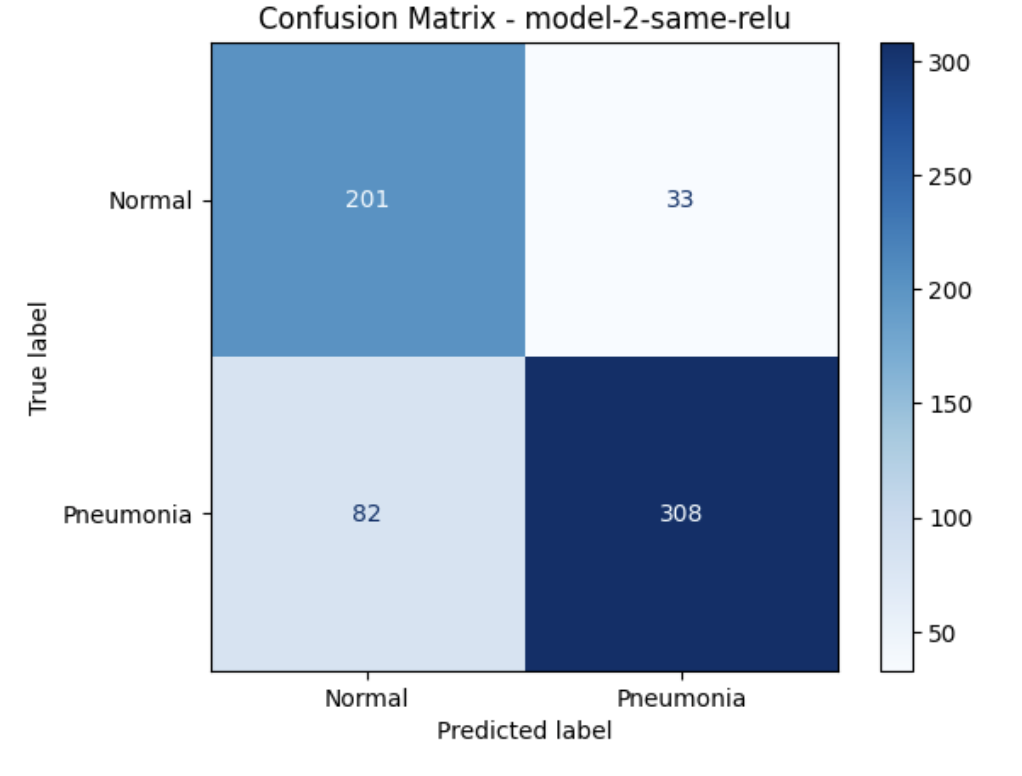 Confusion Matrix - model-2-same-relu
True label
Normal
201
33
Pneumonia
82
308
Normal
Pneumonia
Predicted label
300
250
200
150
100
50